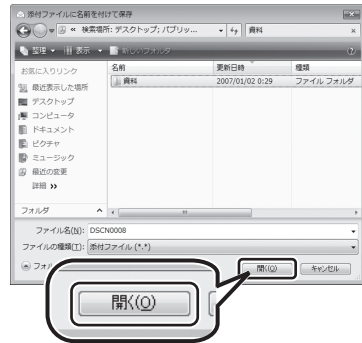 添付ファイルに名前を付けて保存
« 検索場所: デスクトップ; パブリッ...
資料
整理 表示 新しいフォルダ
お気に入りリンク
最近表示した場所
デスクトップ
コンピュータ
ドキュメント
ピクチャ
ミュージック
最近の変更
詳細 »
フォルダ
名前 更新日時 種類
資料 2007/01/02 0:29 ファイル フォルダ
ファイル名(N): DSCN0008
ファイルの種類(T): 添付ファイル (*.*)
開く(O) キャンセル
開く(O)